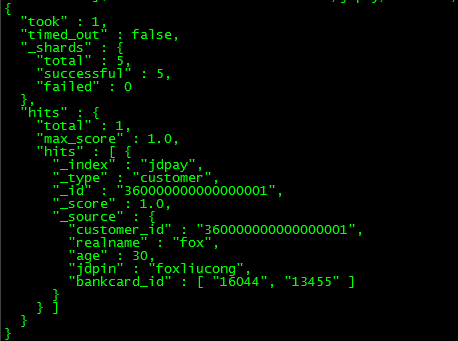 {
  "took" : 1,
  "timed_out" : false,
  "_shards" : {
    "total" : 5,
    "successful" : 5,
    "failed" : 0
  },
  "hits" : {
    "total" : 1,
    "max_score" : 1.0,
    "hits" : [ {
      "_index" : "jdpay",
      "_type" : "customer",
      "_id" : "360000000000000001",
      "_score" : 1.0,
      "_source" : {
        "customer_id" : "360000000000000001",
        "realname" : "fox",
        "age" : 30,
        "jdpin" : "foxliucong",
        "bankcard_id" : [ "16044", "13455" ]
      }
    } ]
  }
}